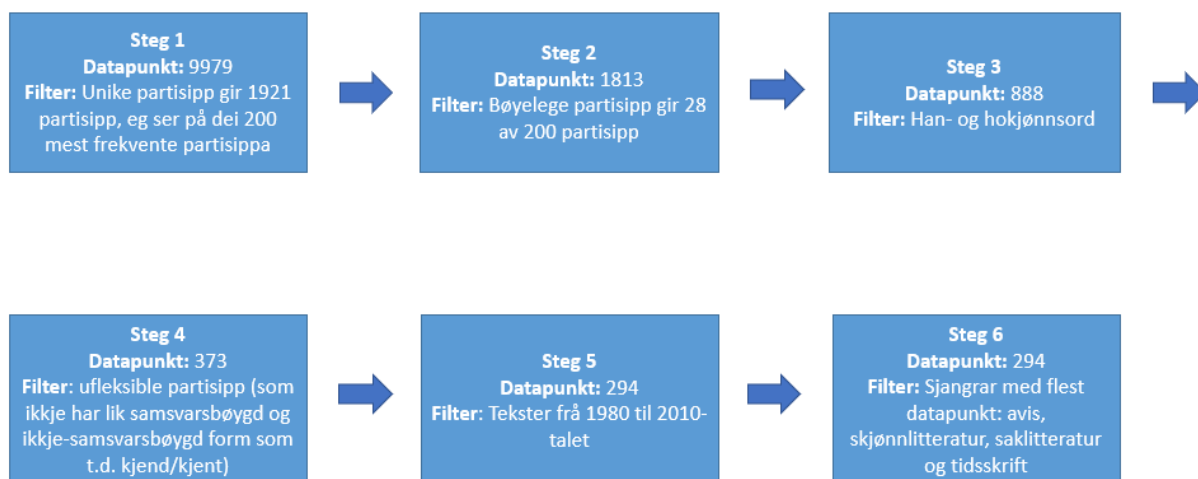 Steg 1
Datapunkt: 9979
Filter: Unike partisipp gir 1921
partisipp, eg ser på dei 200
mest frekvente partisippa
Steg 2
Datapunkt: 1813
Filter: Bøyelege partisipp gir 28
av 200 partisipp
Steg 3
Datapunkt: 888
Filter: Han- og hokjønnsord
Steg 4
Datapunkt: 373
Filter: ufleksible partisipp (som
ikkje har lik samsvarsbøygd og
ikkje-samsvarsbøygd form som
t.d. kjend/kjent)
Steg 5
Datapunkt: 294
Filter: Tekster frå 1980 til 2010-
talet
Steg 6
Datapunkt: 294
Filter: Sjangrar med flest
datapunkt: avis,
skjønnlitteratur, saklitteratur
og tidsskrift